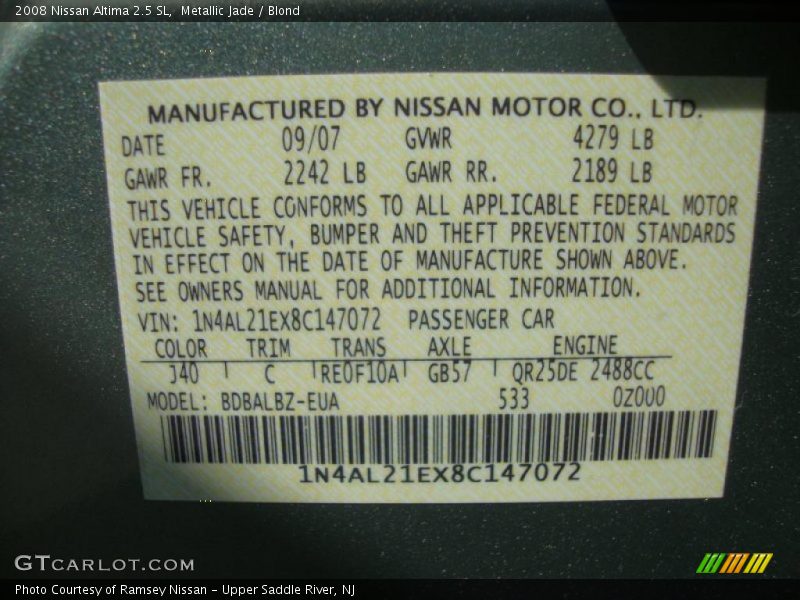 2008 Nissan Altima 2.5 SL,  Metallic Jade / Blond
MANUFACTURED BY NISSAN MOTOR CO., LTD.
DATE 09/07 GVWR 4279 LB
GAWR FR. 2242 LB GAWR RR. 2189 LB
THIS VEHICLE CONFORMS TO ALL APPLICABLE FEDERAL MOTOR
VEHICLE SAFETY, BUMPER AND THEFT PREVENTION STANDARDS
IN EFFECT ON THE DATE OF MANUFACTURE SHOWN ABOVE.
SEE OWNERS MANUAL FOR ADDITIONAL INFORMATION.
VIN: 1N4AL21EX8C147072 PASSENGER CAR
COLOR TRIM TRANS AXLE ENGINE
J40 C RE0F10A GB57 QR25DE 2488CC
MODEL: BDBALBZ-EUA 533 0Z000
1N4AL21EX8C147072
GTCARLOT.COM
Photo Courtesy of Ramsey Nissan - Upper Saddle River, NJ